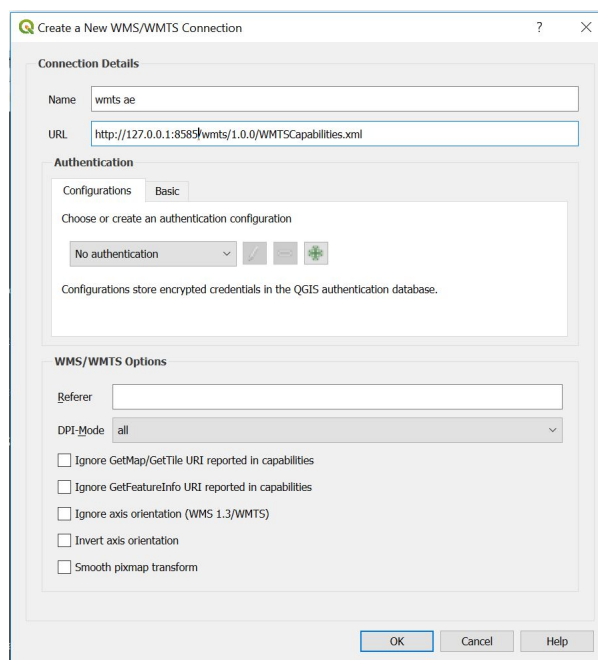 Create a New WMS/WMTS Connection ? ×
Connection Details
Name wmts ae
URL http://127.0.0.1:8585/wmts/1.0.0/WMTSCapabilities.xml
Authentication
Configurations Basic
Choose or create an authentication configuration
No authentication
Configurations store encrypted credentials in the QGIS authentication database.
WMS/WMTS Options
Referer
DPI-Mode all
Ignore GetMap/GetTile URI reported in capabilities
Ignore GetFeatureInfo URI reported in capabilities
Ignore axis orientation (WMS 1.3/WMTS)
Invert axis orientation
Smooth pixmap transform
OK Cancel Help